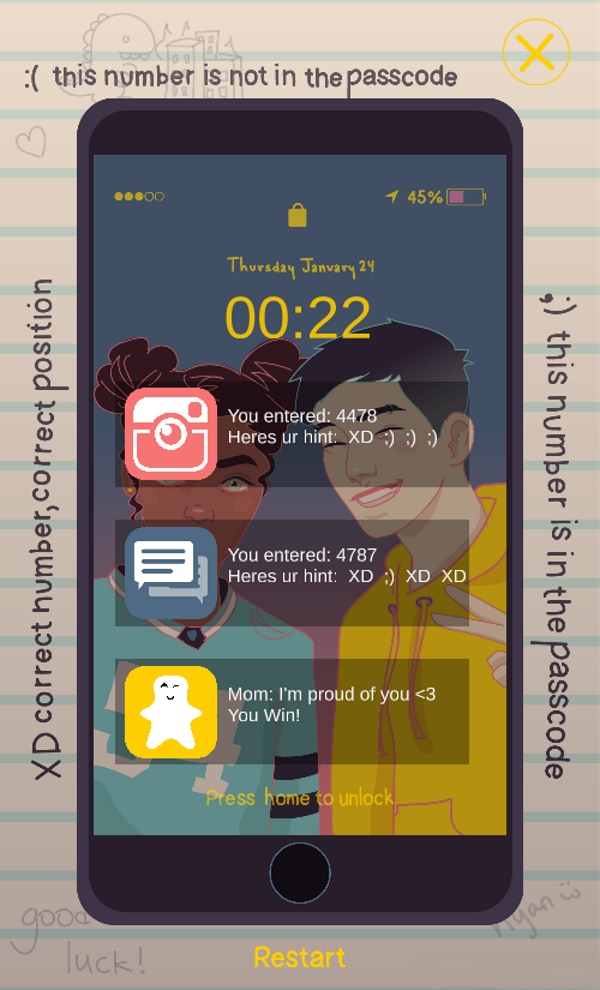 :( this number is not in the passcode
45%
Thursday January 24
00:22
XD correct number, correct position
;) this number is in the passcode
You entered: 4478
Heres ur hint: XD ;) ;) ;)
You entered: 4787
Heres ur hint: XD ;) XD XD
Mom: I'm proud of you <3
You Win!
Press home to unlock
good
luck!
Ryan
Restart